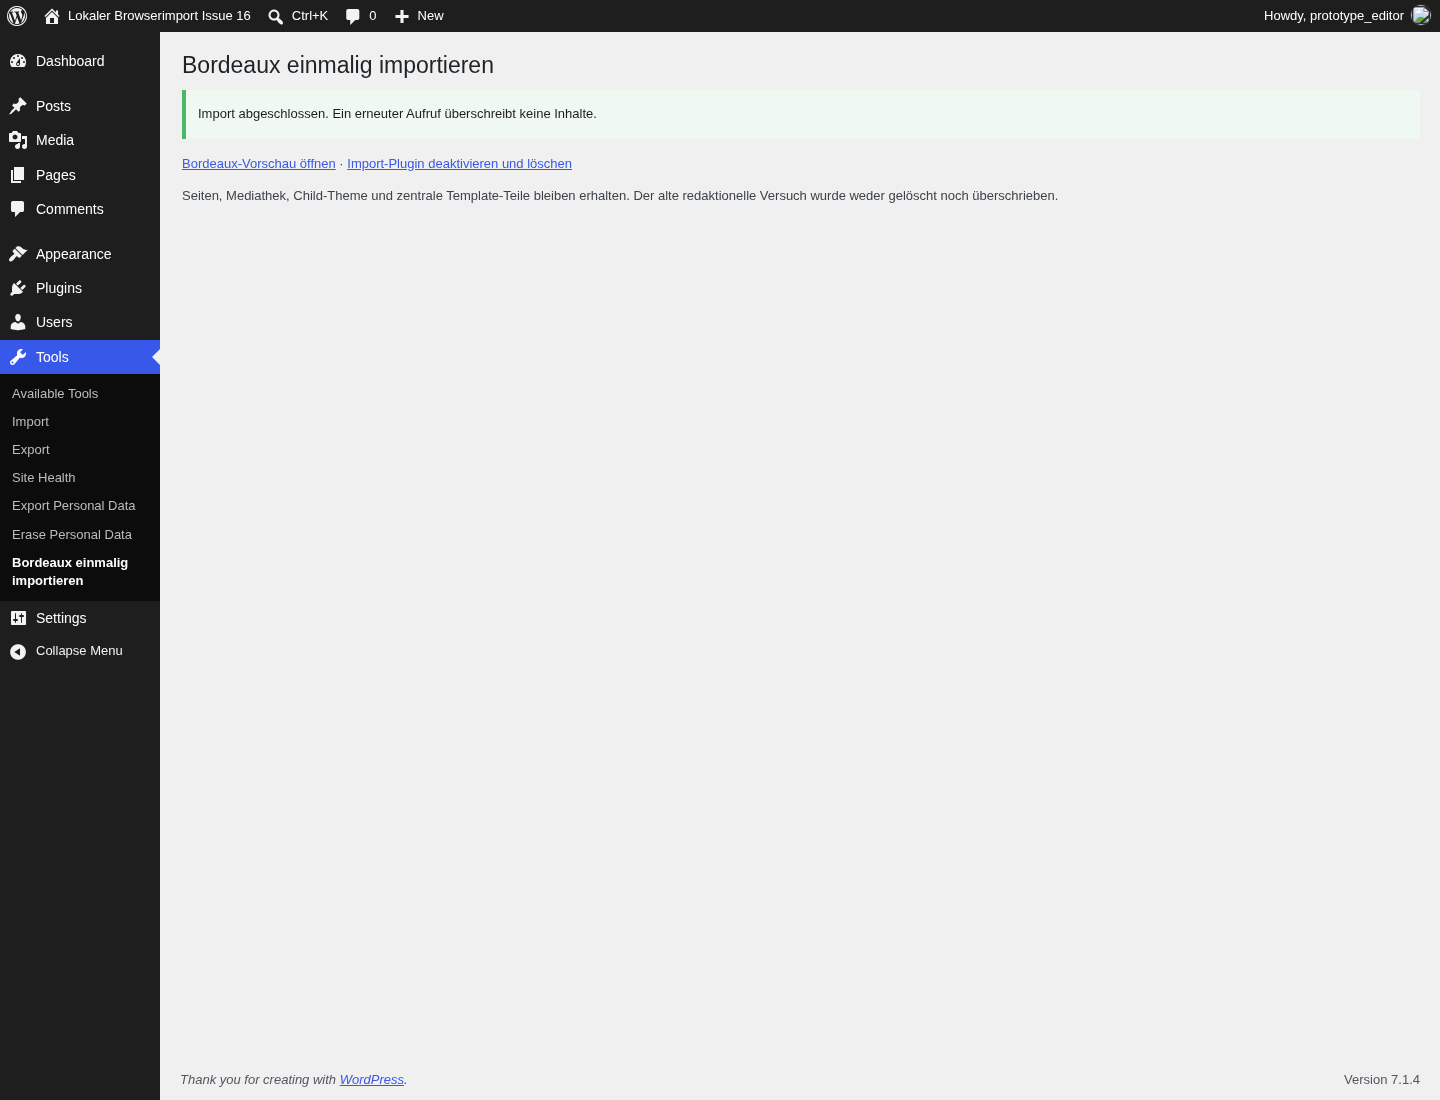 Lokaler Browserimport Issue 16
Ctrl+K
0
New
Howdy, prototype_editor
Dashboard
Posts
Media
Pages
Comments
Appearance
Plugins
Users
Tools
Available Tools
Import
Export
Site Health
Export Personal Data
Erase Personal Data
Bordeaux einmalig
importieren
Settings
Collapse Menu
Bordeaux einmalig importieren
Import abgeschlossen. Ein erneuter Aufruf überschreibt keine Inhalte.
Bordeaux-Vorschau öffnen · Import-Plugin deaktivieren und löschen
Seiten, Mediathek, Child-Theme und zentrale Template-Teile bleiben erhalten. Der alte redaktionelle Versuch wurde weder gelöscht noch überschrieben.
Thank you for creating with WordPress.
Version 7.1.4